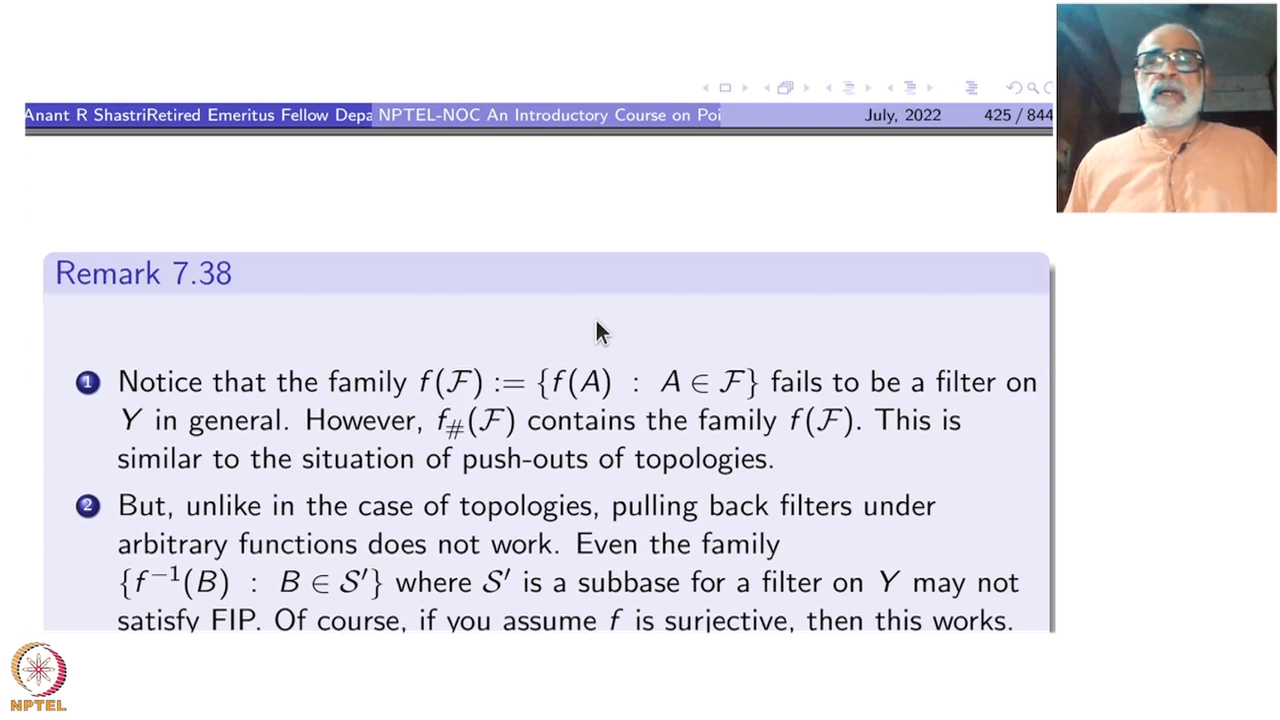 Anant R ShastriRetired Emeritus Fellow Depa NPTEL-NOC An Introductory Course on Poi July, 2022 425 / 844
Remark 7.38
1 Notice that the family f(ℱ) := {f(A) : A ∈ ℱ} fails to be a filter on
Y in general. However, f#(ℱ) contains the family f(ℱ). This is
similar to the situation of push-outs of topologies.
2 But, unlike in the case of topologies, pulling back filters under
arbitrary functions does not work. Even the family
{f⁻¹(B) : B ∈ 𝒮′} where 𝒮′ is a subbase for a filter on Y may not
satisfy FIP. Of course, if you assume f is surjective, then this works.
NPTEL